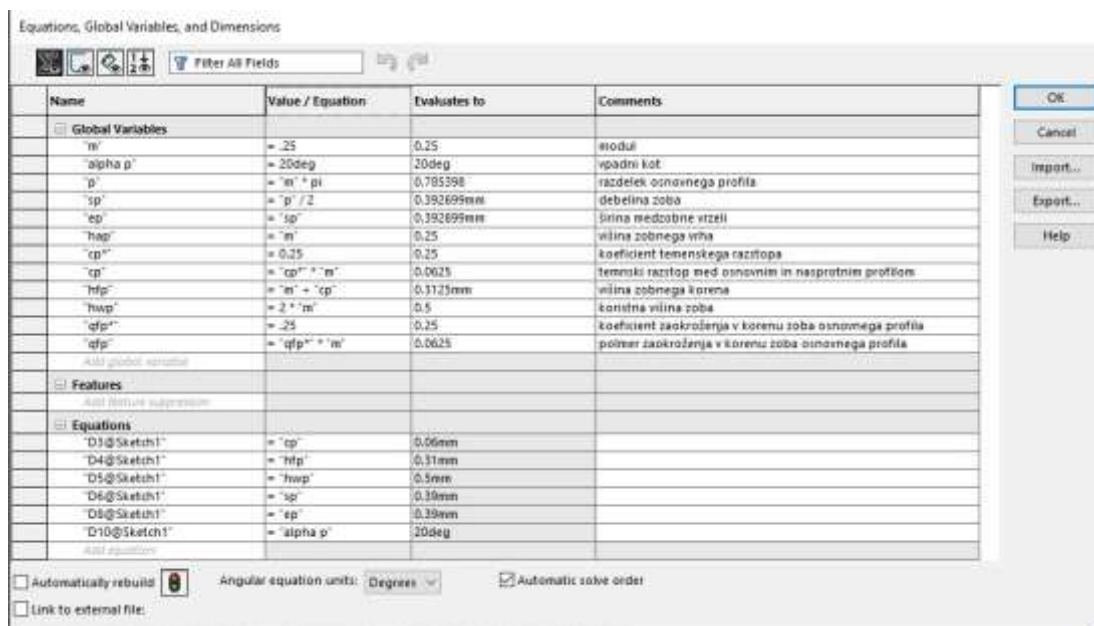 Equations, Global Variables, and Dimensions
Filter All Fields
Name Value / Equation Evaluates to Comments
Global Variables
"m" = .25 0.25 modul
"alpha p" = 20deg 20deg vpadni kot
"p" = "m" * pi 0.785398 razdelek osnovnega profila
"sp" = "p" / 2 0.392699mm debelina zoba
"ep" = "sp" 0.392699mm širina medzobne vrzeli
"hap" = "m" 0.25 višina zobnega vrha
"cp*" = 0.25 0.25 koeficient temenskega razstopa
"cp" = "cp*" * "m" 0.0625 temnski razstop med osnovnim in nasprotnim profilom
"hfp" = "m" + "cp" 0.3125mm višina zobnega korena
"hwp" = 2 * "m" 0.5 koristna višina zoba
"qfp*" = .25 0.25 koeficient zaokroženja v korenu zoba osnovnega profila
"qfp" = "qfp*" * "m" 0.0625 polmer zaokroženja v korenu zoba osnovnega profila
Add global variable
Features
Add feature suppression
Equations
"D3@Sketch1" = "cp" 0.06mm
"D4@Sketch1" = "hfp" 0.31mm
"D5@Sketch1" = "hwp" 0.5mm
"D6@Sketch1" = "sp" 0.39mm
"D8@Sketch1" = "ep" 0.39mm
"D10@Sketch1" = "alpha p" 20deg
Add equation
OK
Cancel
Import...
Export...
Help
Automatically rebuild Angular equation units: Degrees Automatic solve order
Link to external file: